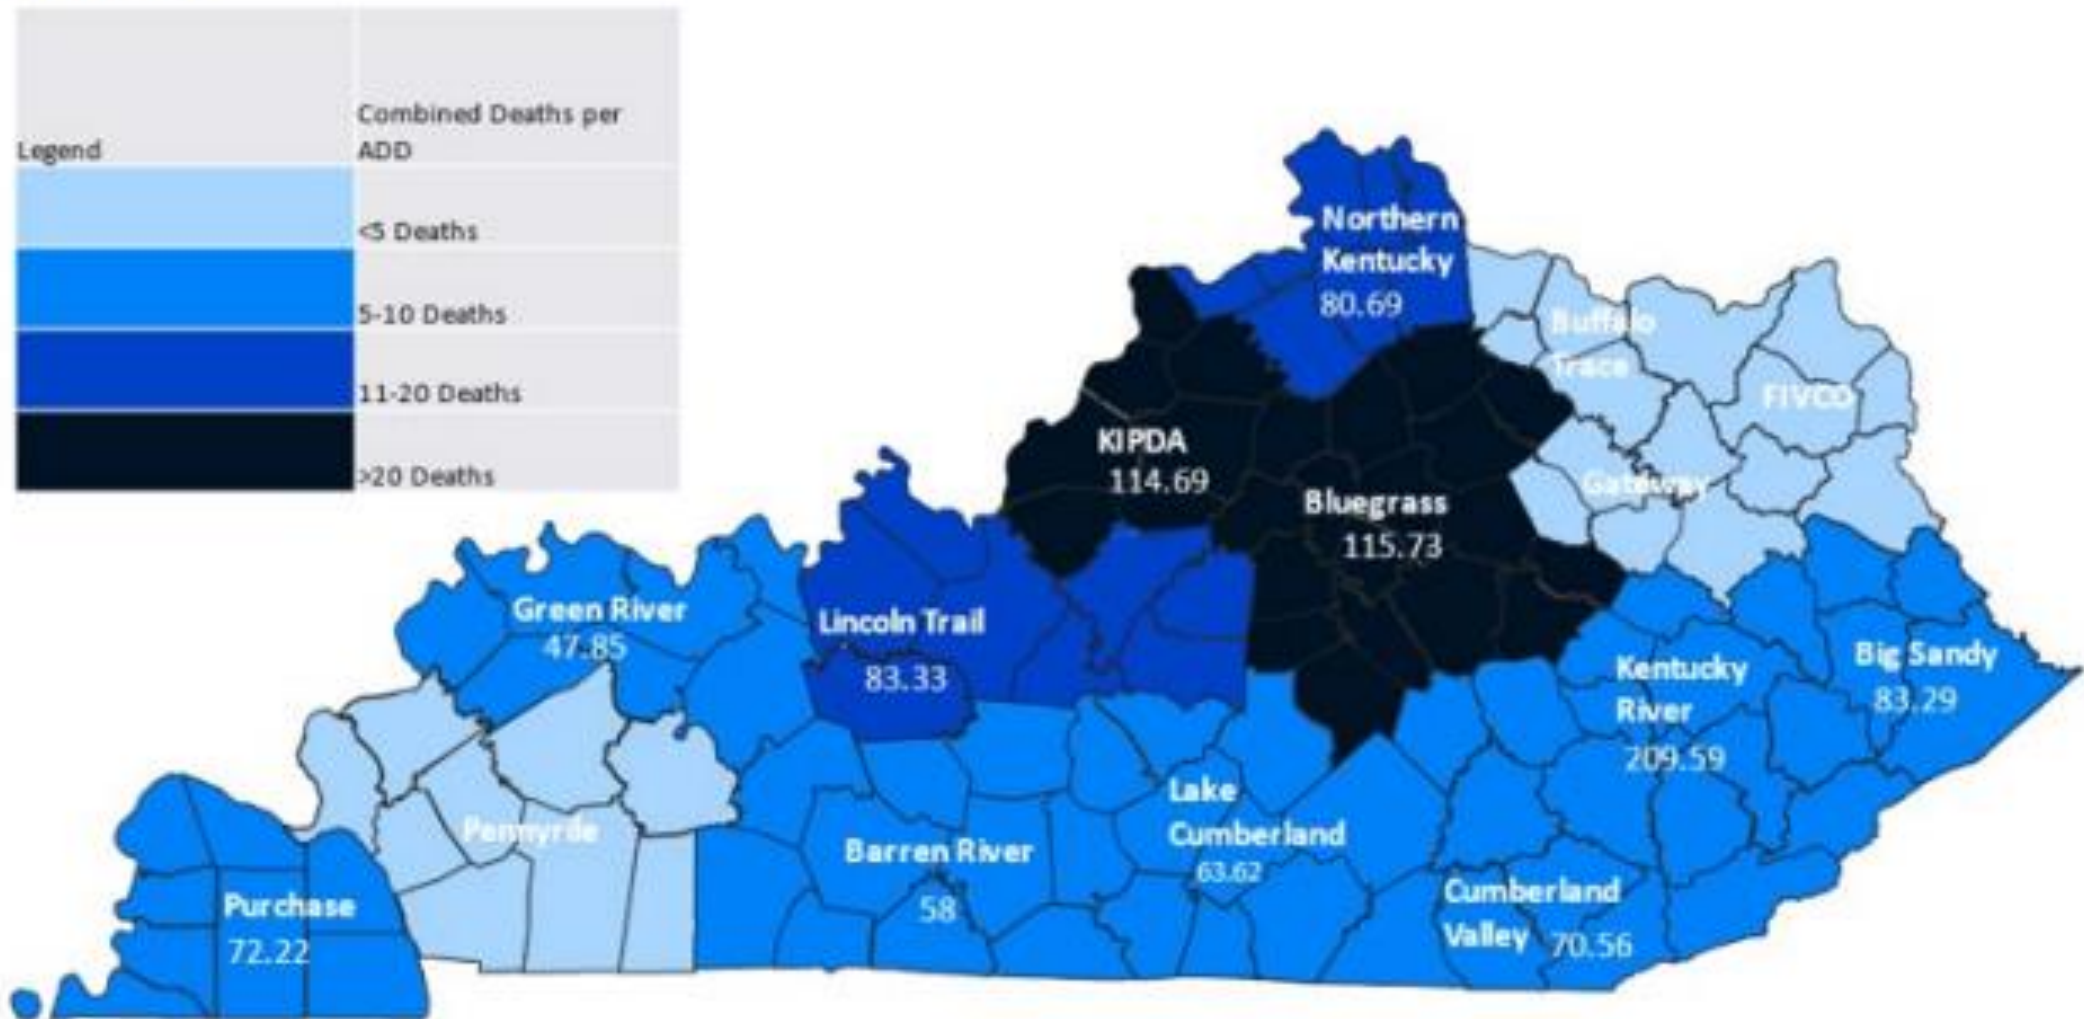 Legend
Combined Deaths per
ADD
<5 Deaths
5-10 Deaths
11-20 Deaths
>20 Deaths
Northern
Kentucky
80.69
Buffalo
Trace
FIVCO
KIPDA
114.69
Gateway
Bluegrass
115.73
Green River
47.85
Lincoln Trail
83.33
Kentucky
River
209.59
Big Sandy
83.29
Lake
Cumberland
63.62
Pennyrile
Barren River
58
Purchase
72.22
Cumberland
Valley 70.56